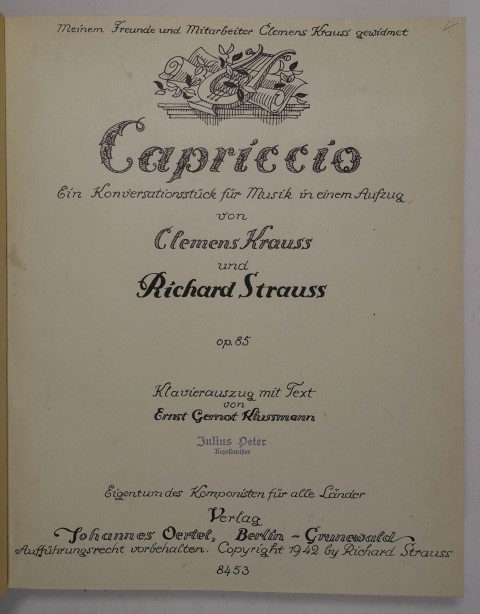 Meinem Freunde und Mitarbeiter Clemens Krauss gewidmet
Capriccio
Ein Konversationsstück für Musik in einem Aufzug
von
Clemens Krauss
und
Richard Strauss
op. 85
Klavierauszug mit Text
von
Ernst Gernot Klussmann
Julius Peter
Kapellmeister
Eigentum des Komponisten für alle Länder
Verlag
Johannes Oertel, Berlin-Grunewald
Aufführungsrecht vorbehalten. Copyright 1942 by Richard Strauss
8453